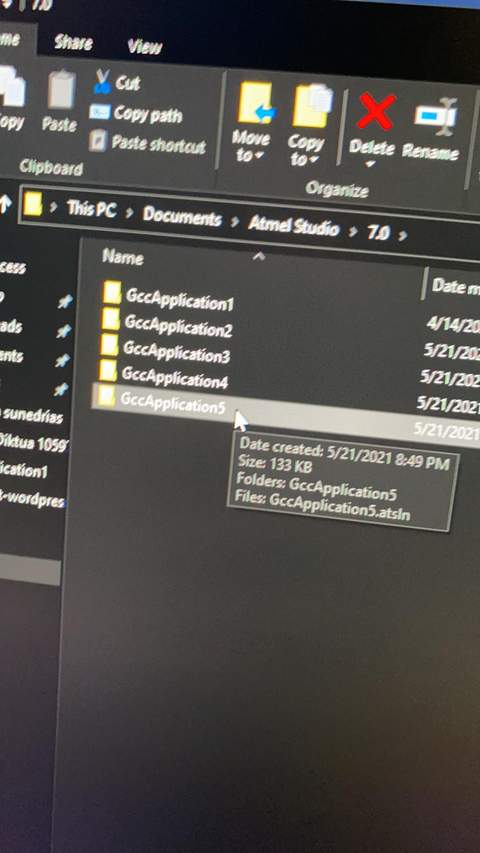 7.0
me Share View
Cut
Copy path
Paste shortcut
opy Paste
Move to
Copy to
Delete Rename
Clipboard
Organize
This PC > Documents > Atmel Studio > 7.0 >
Name
Date m
cess
ads
ents
sunedrias
Diktua 1059
ication1
-wordpres
GccApplication1
4/14/20
GccApplication2
5/21/202
GccApplication3
5/21/202
GccApplication4
5/21/2021
GccApplication5
5/21/2021
Date created: 5/21/2021 8:49 PM
Size: 133 KB
Folders: GccApplication5
Files: GccApplication5.atsln